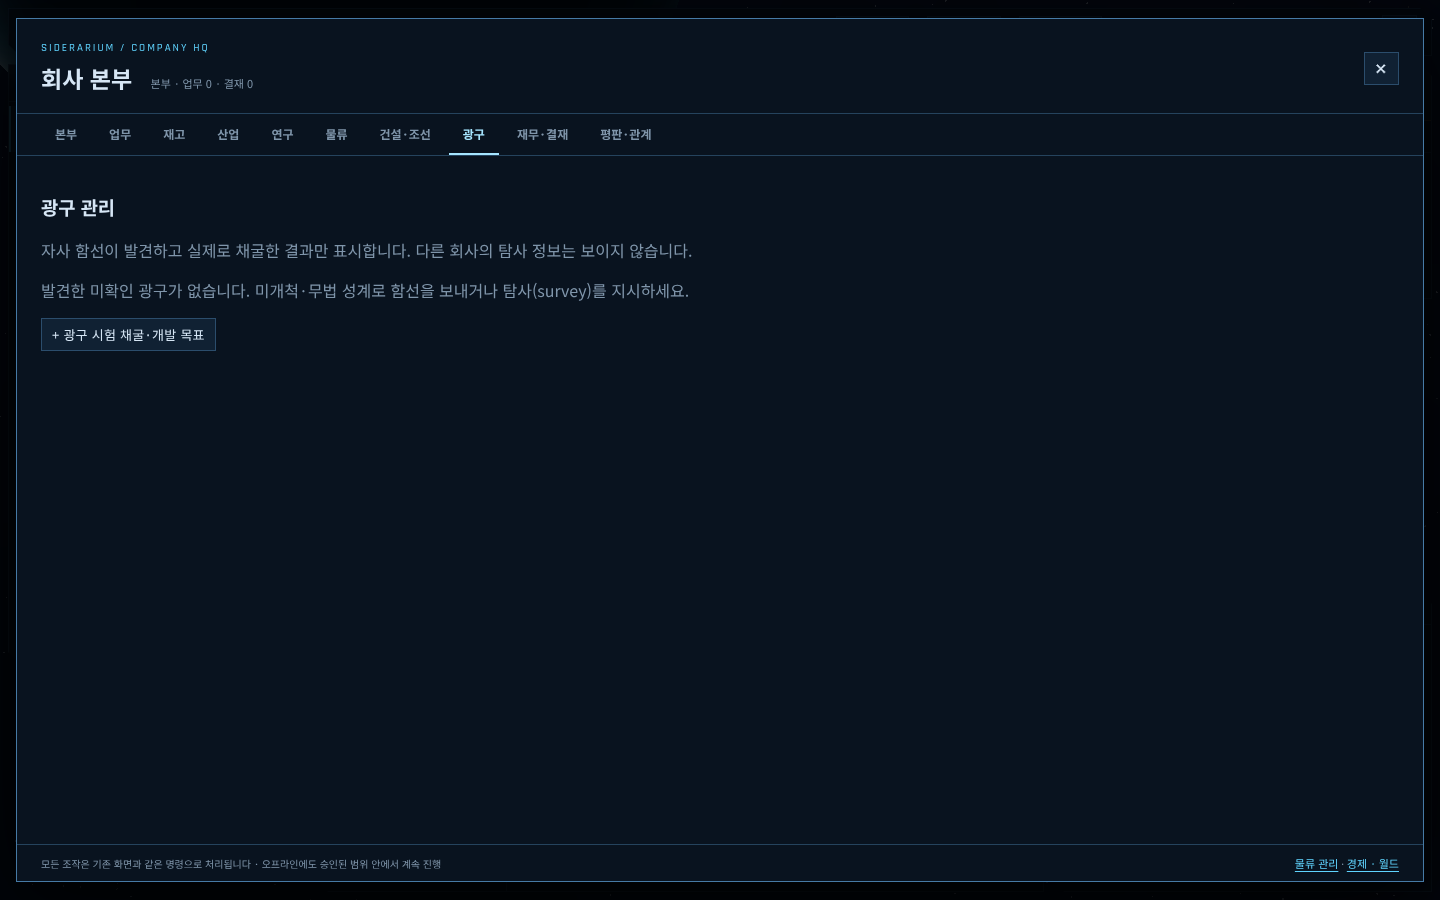 SIDERARIUM / COMPANY HQ
회사 본부 본부 · 업무 0 · 결재 0
×
본부 업무 재고 산업 연구 물류 건설·조선 광구 재무·결재 평판·관계
광구 관리
자사 함선이 발견하고 실제로 채굴한 결과만 표시합니다. 다른 회사의 탐사 정보는 보이지 않습니다.
발견한 미확인 광구가 없습니다. 미개척·무법 성계로 함선을 보내거나 탐사(survey)를 지시하세요.
+ 광구 시험 채굴·개발 목표
모든 조작은 기존 화면과 같은 명령으로 처리됩니다 · 오프라인에도 승인된 범위 안에서 계속 진행
물류 관리 · 경제 · 월드